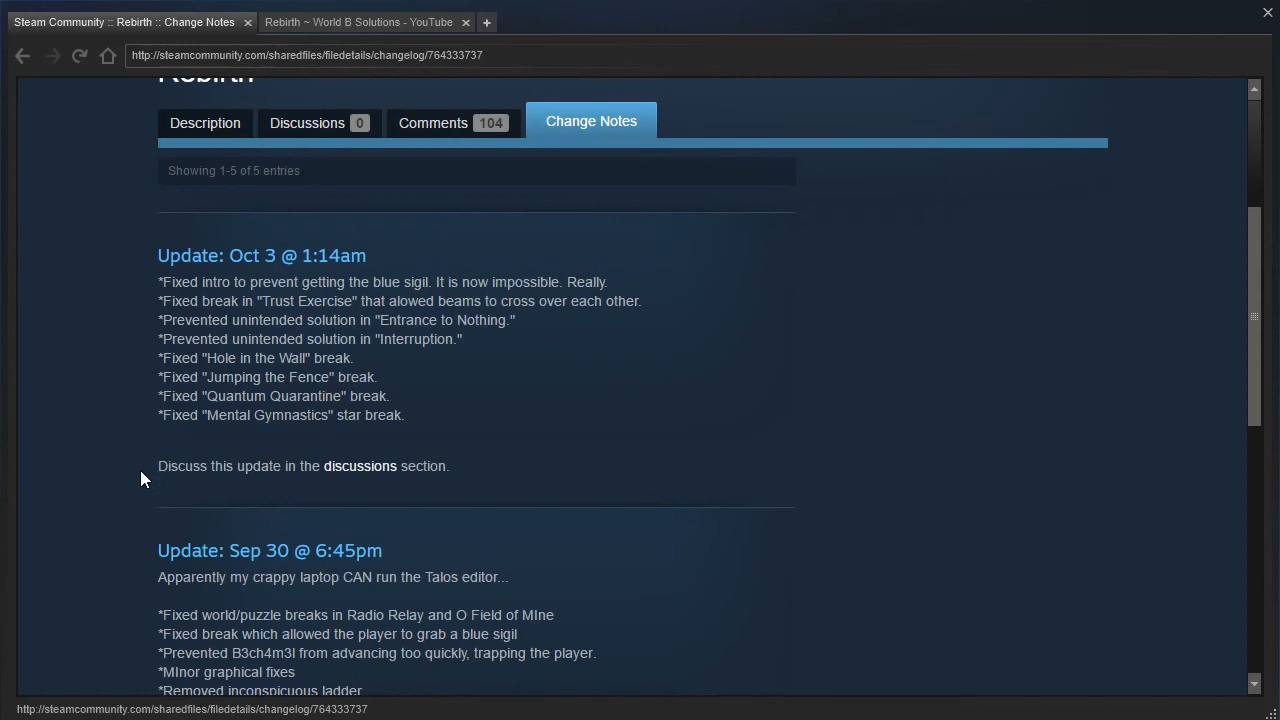 Steam Community :: Rebirth :: Change Notes
Rebirth ~ World B Solutions - YouTube
http://steamcommunity.com/sharedfiles/filedetails/changelog/764333737
Rebirth
Description
Discussions 0
Comments 104
Change Notes
Showing 1-5 of 5 entries
Update: Oct 3 @ 1:14am
*Fixed intro to prevent getting the blue sigil. It is now impossible. Really.
*Fixed break in "Trust Exercise" that alowed beams to cross over each other.
*Prevented unintended solution in "Entrance to Nothing."
*Prevented unintended solution in "Interruption."
*Fixed "Hole in the Wall" break.
*Fixed "Jumping the Fence" break.
*Fixed "Quantum Quarantine" break.
*Fixed "Mental Gymnastics" star break.
Discuss this update in the discussions section.
Update: Sep 30 @ 6:45pm
Apparently my crappy laptop CAN run the Talos editor...
*Fixed world/puzzle breaks in Radio Relay and O Field of MIne
*Fixed break which allowed the player to grab a blue sigil
*Prevented B3ch4m3l from advancing too quickly, trapping the player.
*MInor graphical fixes
*Removed inconspicuous ladder
http://steamcommunity.com/sharedfiles/filedetails/changelog/764333737